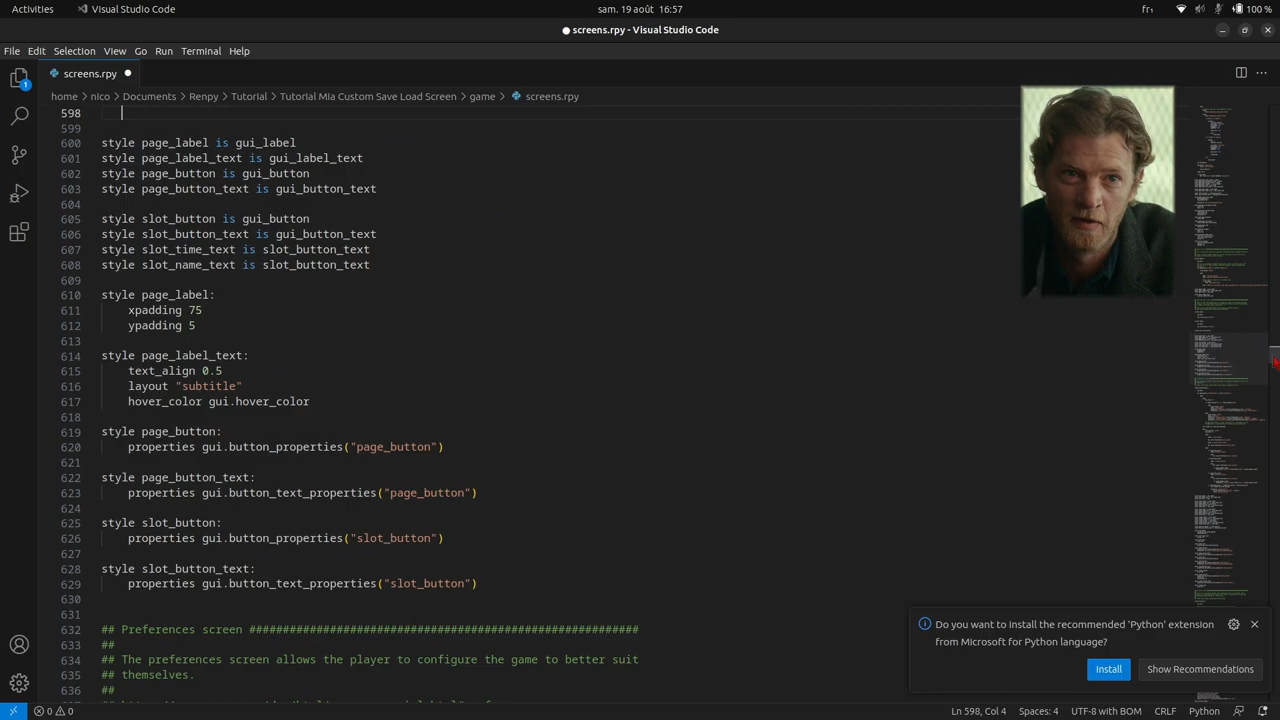 Activities
Visual Studio Code
sam. 19 août 16:57
fr₁
100 %
screens.rpy - Visual Studio Code
File Edit Selection View Go Run Terminal Help
screens.rpy
home > nico > Documents > Renpy > Tutorial > Tutorial MIa Custom Save Load Screen > game > screens.rpy
1
598
599
600 style page_label is gui_label
601 style page_label_text is gui_label_text
602 style page_button is gui_button
603 style page_button_text is gui_button_text
604
605 style slot_button is gui_button
606 style slot_button_text is gui_button_text
607 style slot_time_text is slot_button_text
608 style slot_name_text is slot_button_text
609
610 style page_label:
611 xpadding 75
612 ypadding 5
613
614 style page_label_text:
615 text_align 0.5
616 layout "subtitle"
617 hover_color gui.hover_color
618
619 style page_button:
620 properties gui.button_properties("page_button")
621
622 style page_button_text:
623 properties gui.button_text_properties("page_button")
624
625 style slot_button:
626 properties gui.button_properties("slot_button")
627
628 style slot_button_text:
629 properties gui.button_text_properties("slot_button")
630
631
632 ## Preferences screen ##########################################################
633 ##
634 ## The preferences screen allows the player to configure the game to better suit
635 ## themselves.
636 ##
Do you want to install the recommended 'Python' extension
from Microsoft for Python language?
Install
Show Recommendations
0 0
Ln 598, Col 4
Spaces: 4
UTF-8 with BOM
CRLF
Python